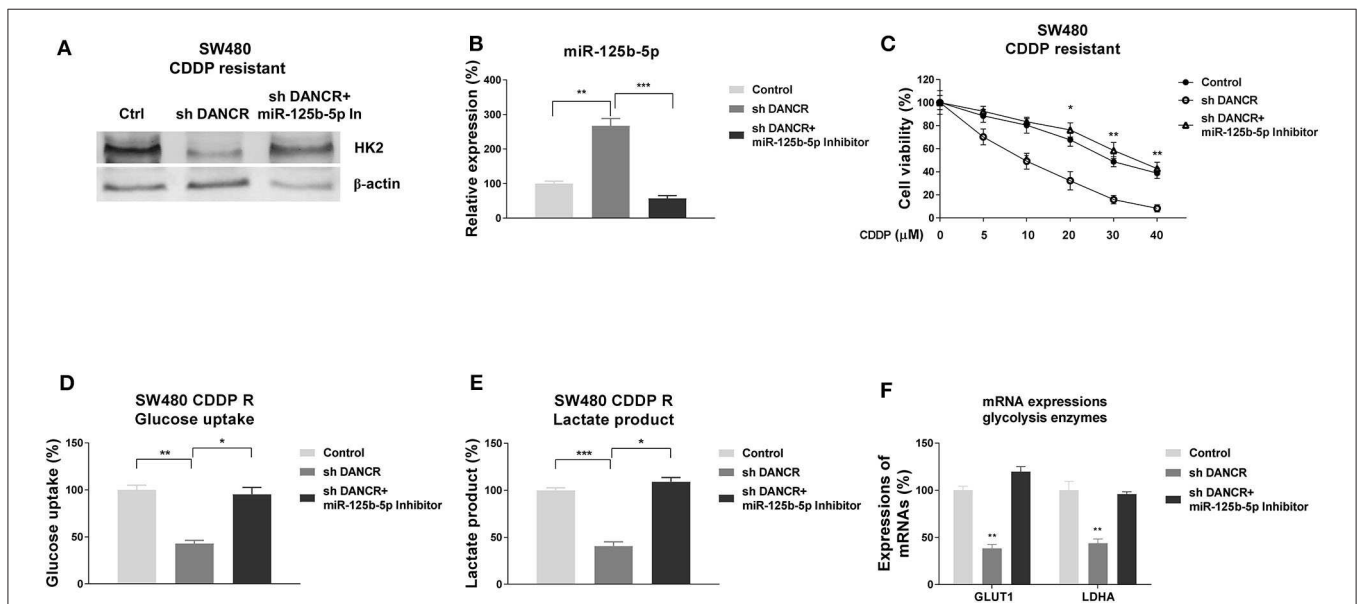 A
SW480
CDDP resistant
Ctrl
sh DANCR
sh DANCR+
miR-125b-5p In
HK2
β-actin
B
miR-125b-5p
Relative expression (%)
400
300
200
100
0
**
***
Control
sh DANCR
sh DANCR+
miR-125b-5p Inhibitor
C
SW480
CDDP resistant
Cell viability (%)
120
100
80
60
40
20
0
*
**
**
CDDP (μM)
0
5
10
20
30
40
Control
sh DANCR
sh DANCR+
miR-125b-5p Inhibitor
D
SW480 CDDP R
Glucose uptake
Glucose uptake (%)
150
100
50
0
**
*
Control
sh DANCR
sh DANCR+
miR-125b-5p Inhibitor
E
SW480 CDDP R
Lactate product
Lactate product (%)
150
100
50
0
***
*
Control
sh DANCR
sh DANCR+
miR-125b-5p Inhibitor
F
mRNA expressions
glycolysis enzymes
Expressions of
mRNAs (%)
150
100
50
0
**
**
GLUT1
LDHA
Control
sh DANCR
sh DANCR+
miR-125b-5p Inhibitor